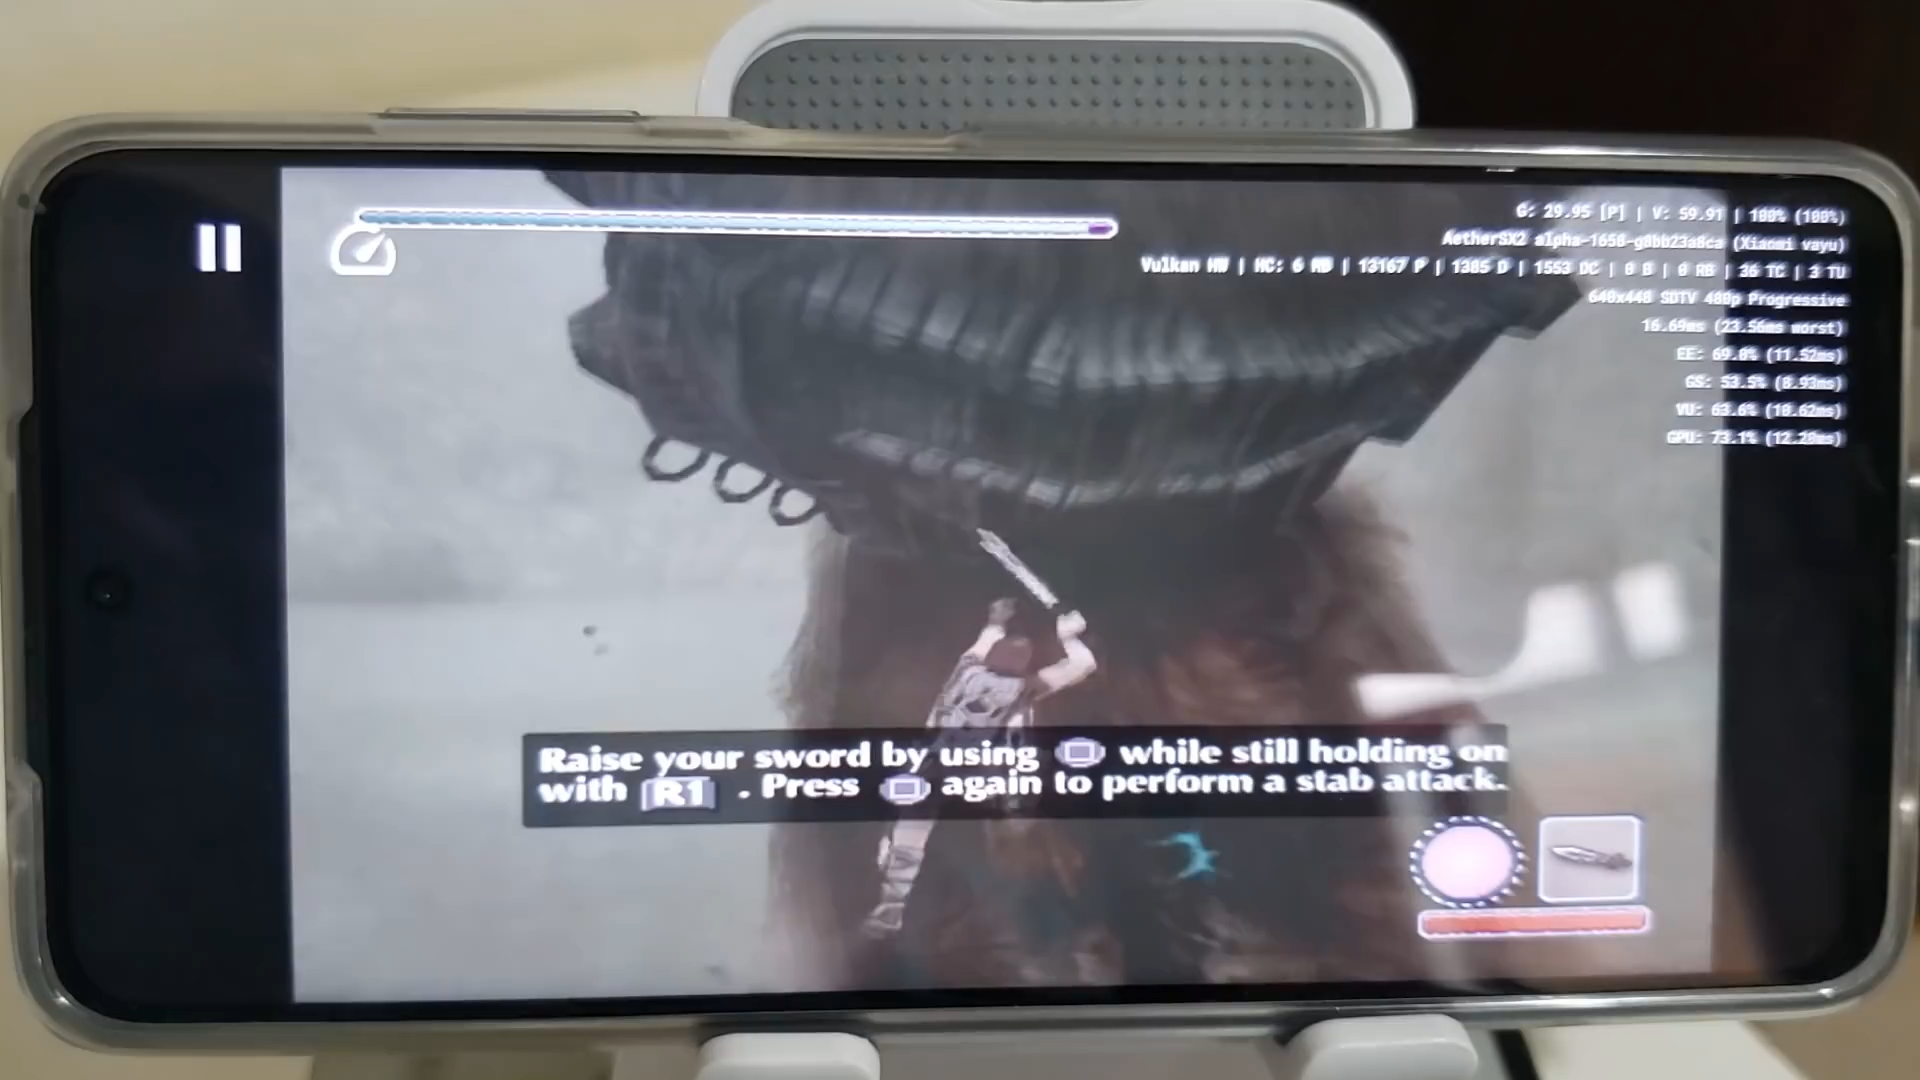 G: 29.95 [P] | V: 59.91 | 100% (100%)
AetherSX2 alpha-1658-g8bb23a8ca (Xiaomi vayu)
Vulkan HW | HC: 6 MB | 13167 P | 1385 D | 1553 DC | 0 B | 0 RB | 36 TC | 3 TU
640x448 SDTV 480p Progressive
16.69ms (23.56ms worst)
EE: 69.0% (11.52ms)
GS: 53.5% (8.93ms)
VU: 63.6% (10.62ms)
GPU: 73.1% (12.20ms)
Raise your sword by using while still holding on
with R1 . Press again to perform a stab attack.